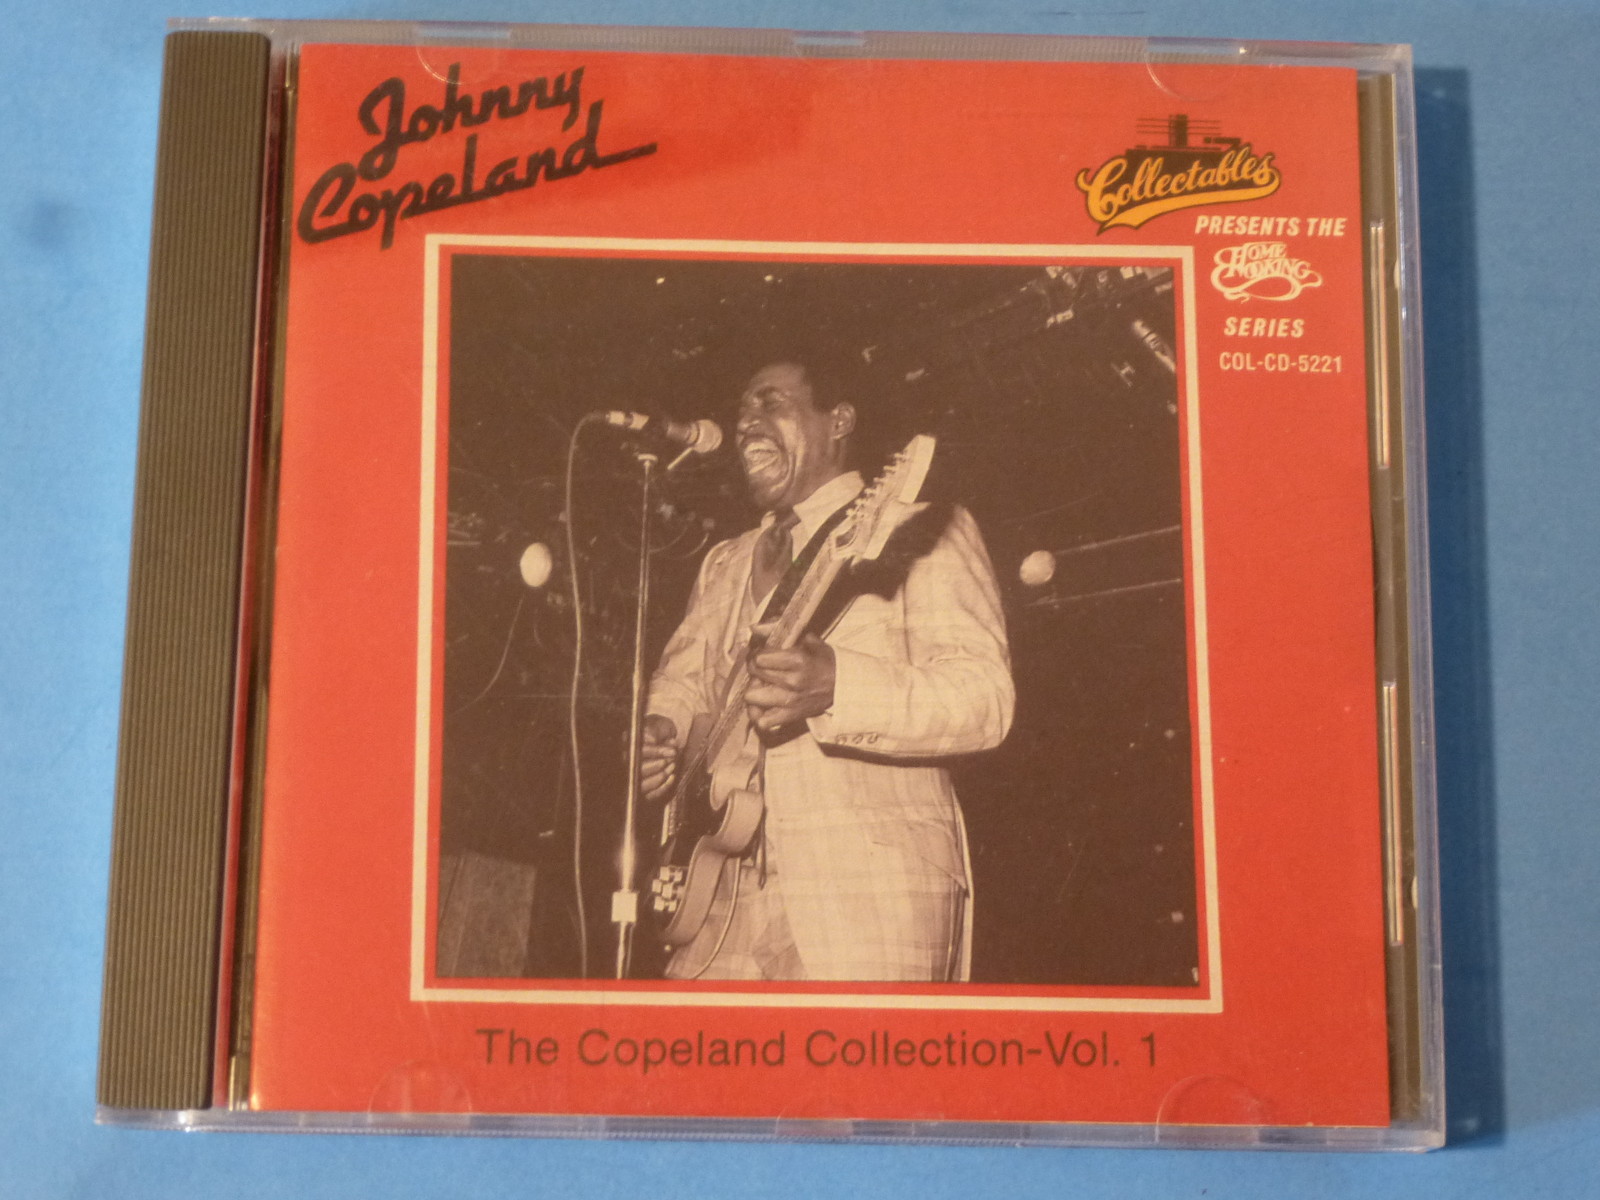 Johnny
Copeland
Collectables
PRESENTS THE
HOME
COOKING
SERIES
COL-CD-5221
The Copeland Collection-Vol. 1